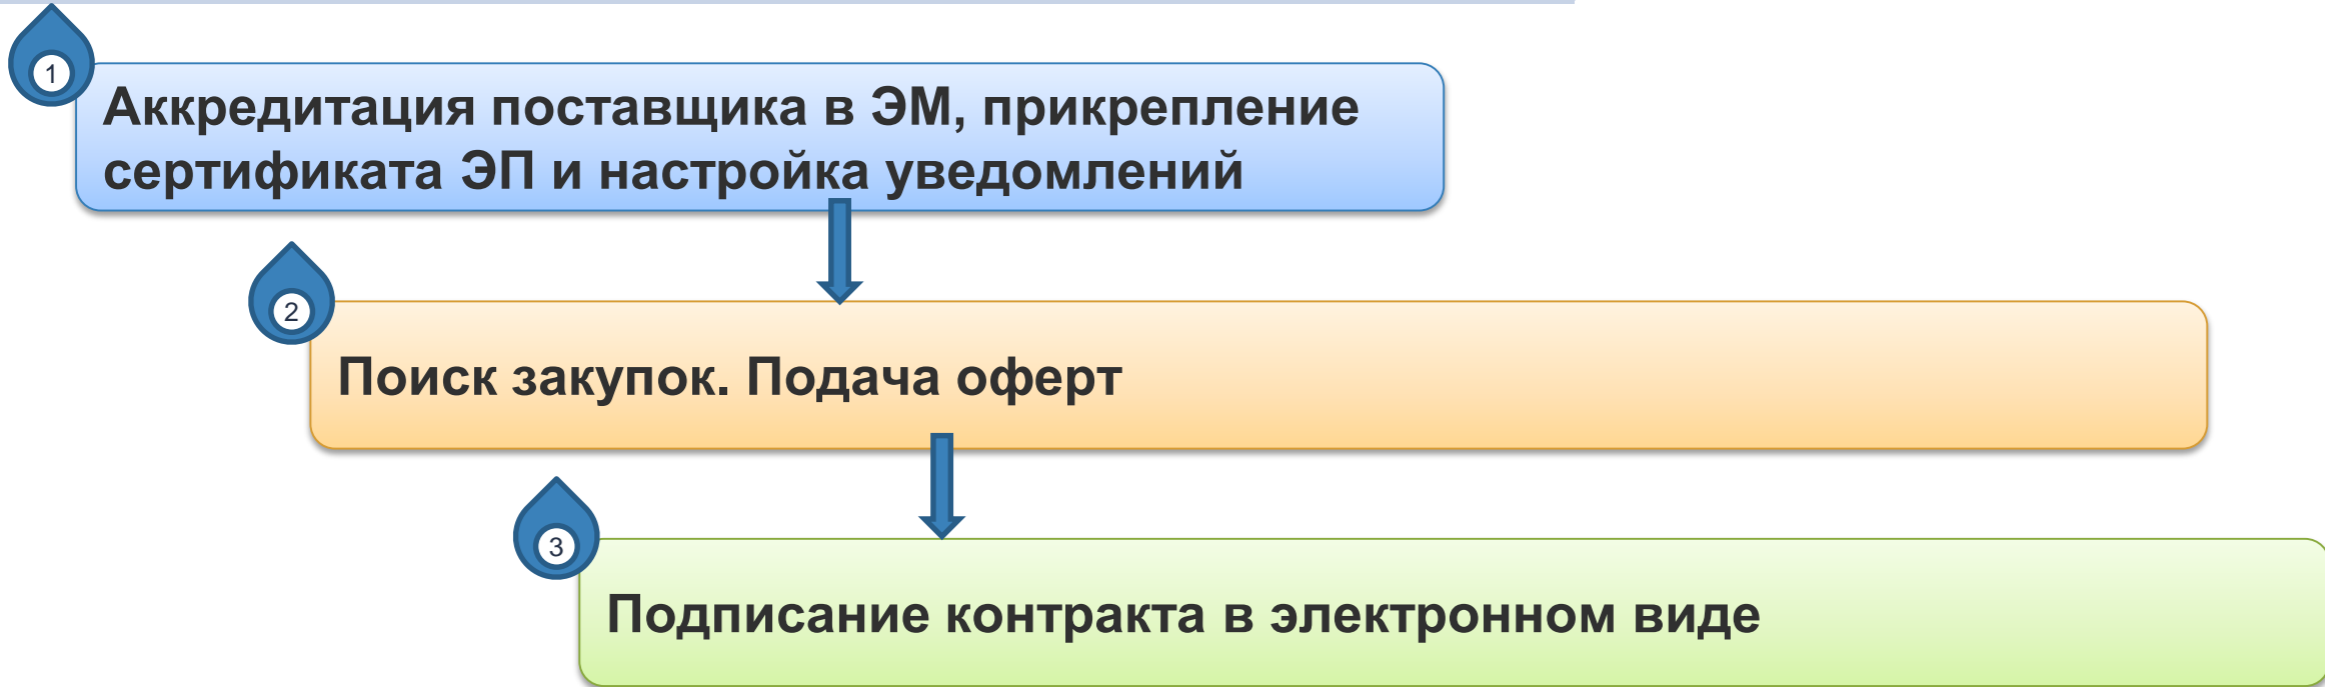 1
Аккредитация поставщика в ЭМ, прикрепление
сертификата ЭП и настройка уведомлений
2
Поиск закупок. Подача оферт
3
Подписание контракта в электронном виде